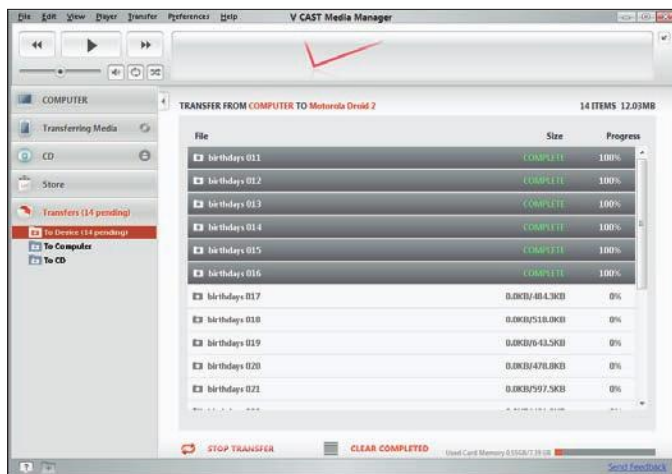 File Edit View Player Transfer Preferences Help V CAST Media Manager
COMPUTER
Transferring Media
CD
Store
Transfers (14 pending)
To Device (14 pending)
To Computer
To CD
TRANSFER FROM COMPUTER TO Motorola Droid 2 14 ITEMS 12.03MB
File Size Progress
birthdays 011 COMPLETE 100%
birthdays 012 COMPLETE 100%
birthdays 013 COMPLETE 100%
birthdays 014 COMPLETE 100%
birthdays 015 COMPLETE 100%
birthdays 016 COMPLETE 100%
birthdays 017 0.0KB/484.3KB 0%
birthdays 018 0.0KB/518.0KB 0%
birthdays 019 0.0KB/643.5KB 0%
birthdays 020 0.0KB/478.8KB 0%
birthdays 021 0.0KB/597.5KB 0%
STOP TRANSFER CLEAR COMPLETED Used Card Memory
Send Feedback